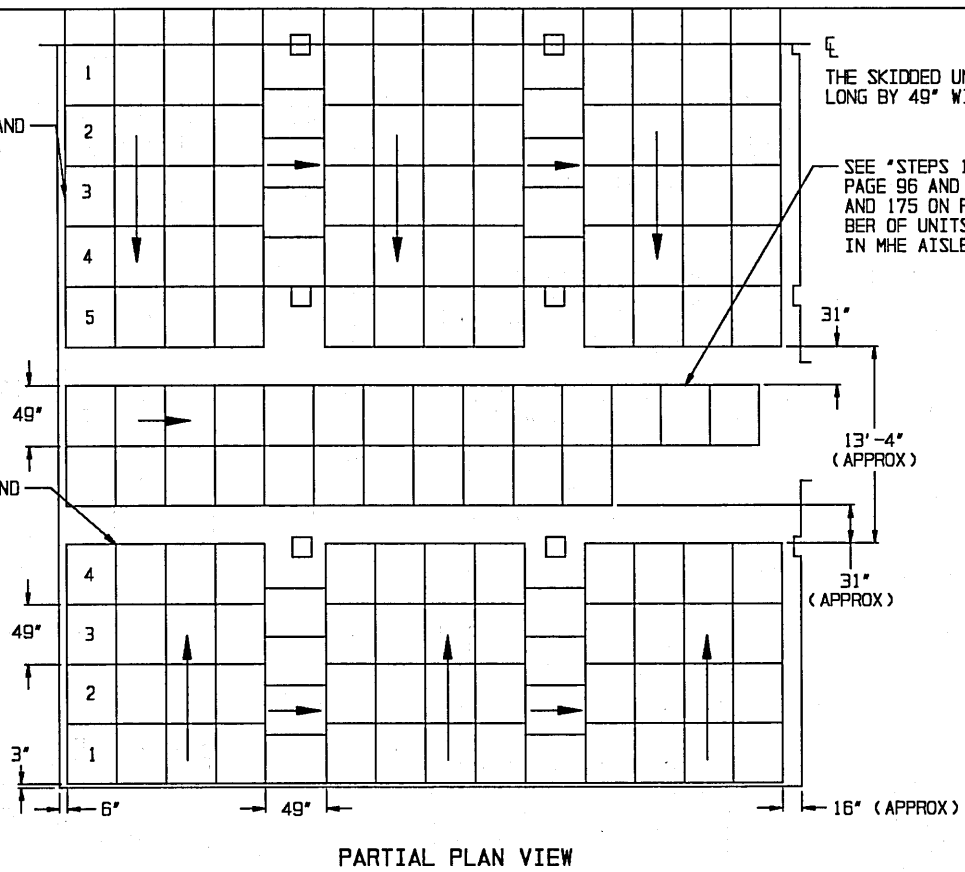 ℄
THE SKIDDED UN
LONG BY 49" WI
1
AND
2
SEE "STEPS 1
PAGE 96 AND
AND 175 ON P
BER OF UNITS
IN MHE AISLE
3
4
5
31"
49"
13'-4"
(APPROX)
ND
4
31"
(APPROX)
49"
3
2
1
3"
6"
49"
16" (APPROX)
PARTIAL PLAN VIEW